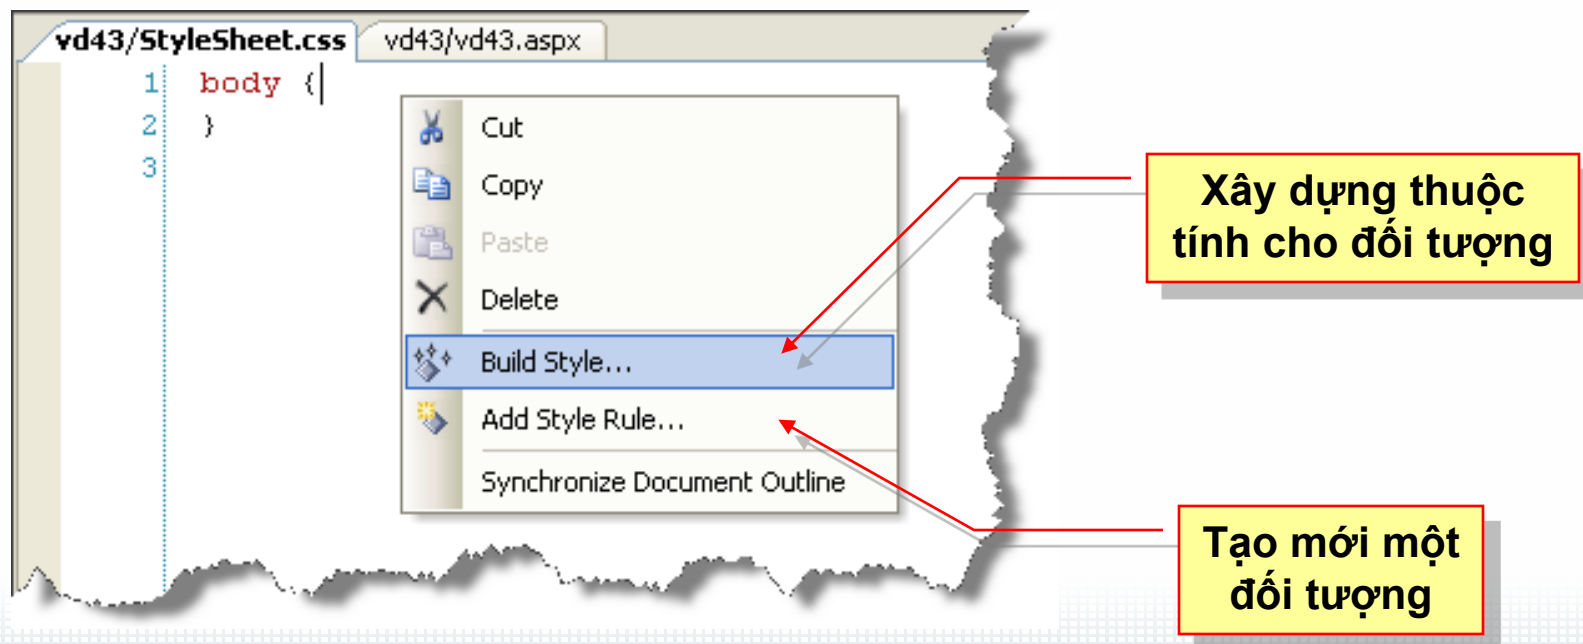 vd43/StyleSheet.css
vd43/vd43.aspx
1 body {
2 }
3
Cut
Copy
Paste
Delete
Build Style...
Add Style Rule...
Synchronize Document Outline
Xây dựng thuộc
tính cho đối tượng
Tạo mới một
đối tượng